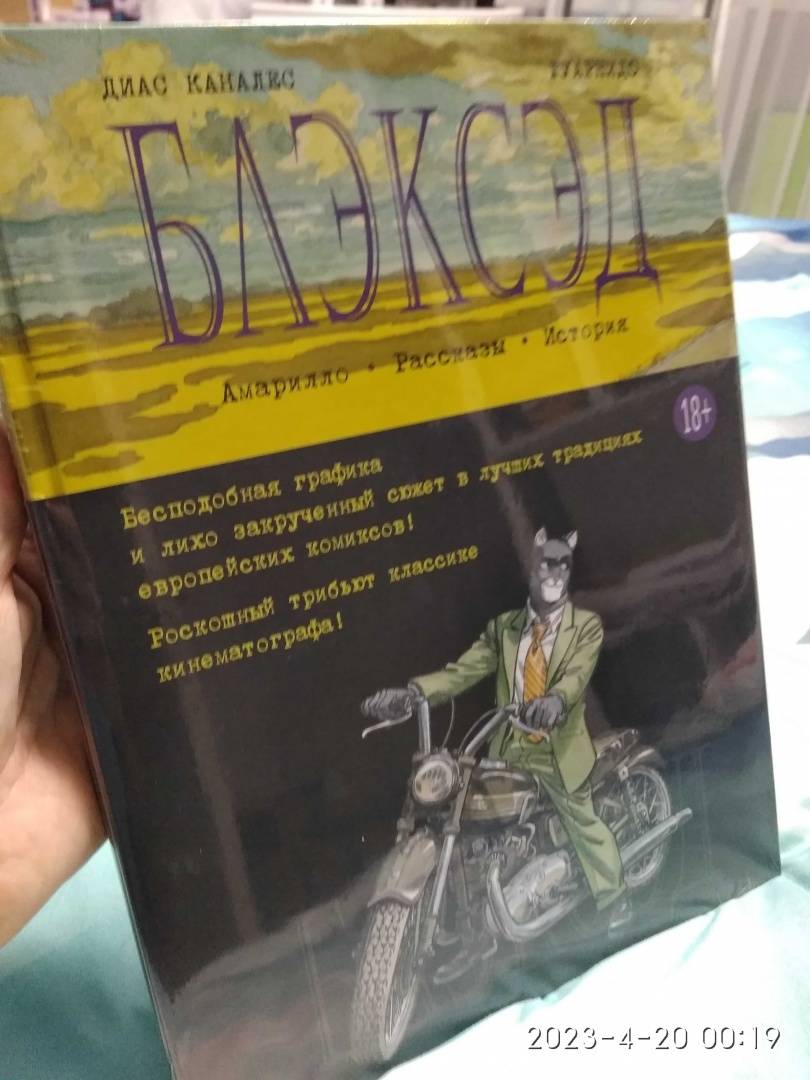 ДИАС КАНАЛЕС
ГУАРНИДО
БЛЭКСЭД
Амарилло • Рассказы • История
18+
Бесподобная графика
и лихо закрученный сюжет в лучших традициях
европейских комиксов!
Роскошный трибьют классике
кинематографа!
2023-4-20 00:19